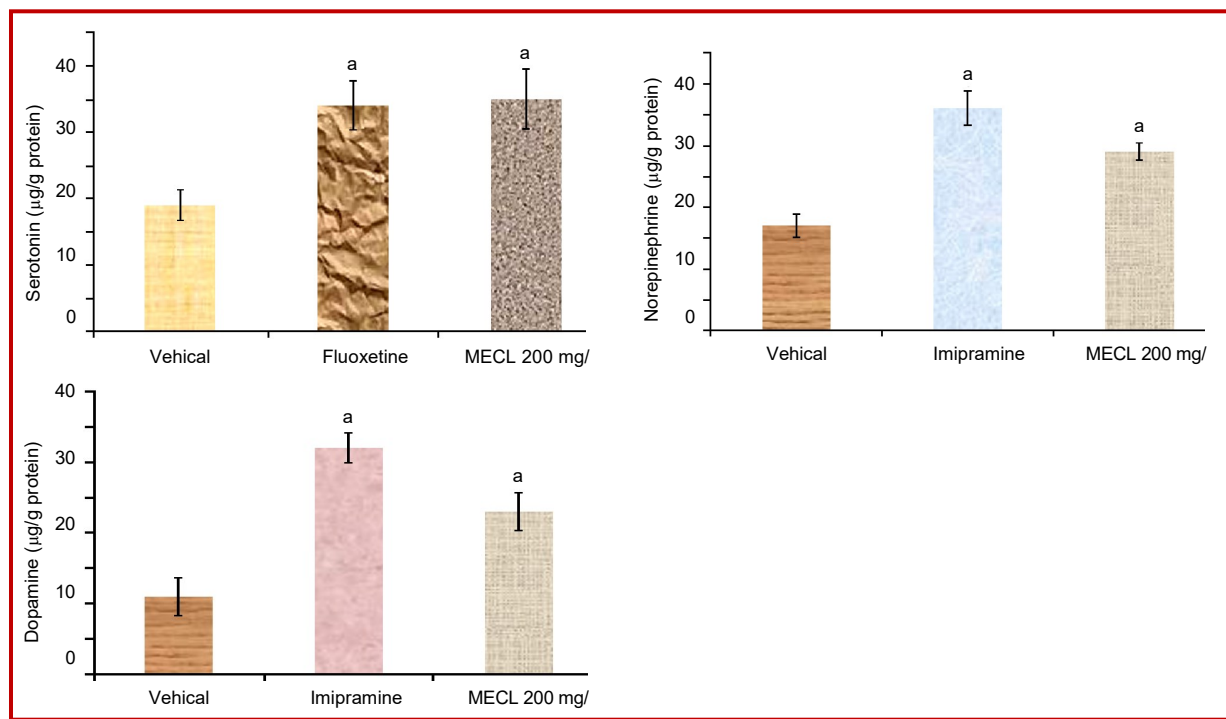 Serotonin (µg/g protein)
40
30
20
10
0
a
a
Vehical Fluoxetine MECL 200 mg/
Norepinephrine (µg/g protein)
40
30
20
10
0
a
a
Vehical Imipramine MECL 200 mg/
Dopamine (µg/g protein)
40
30
20
10
0
a
a
Vehical Imipramine MECL 200 mg/